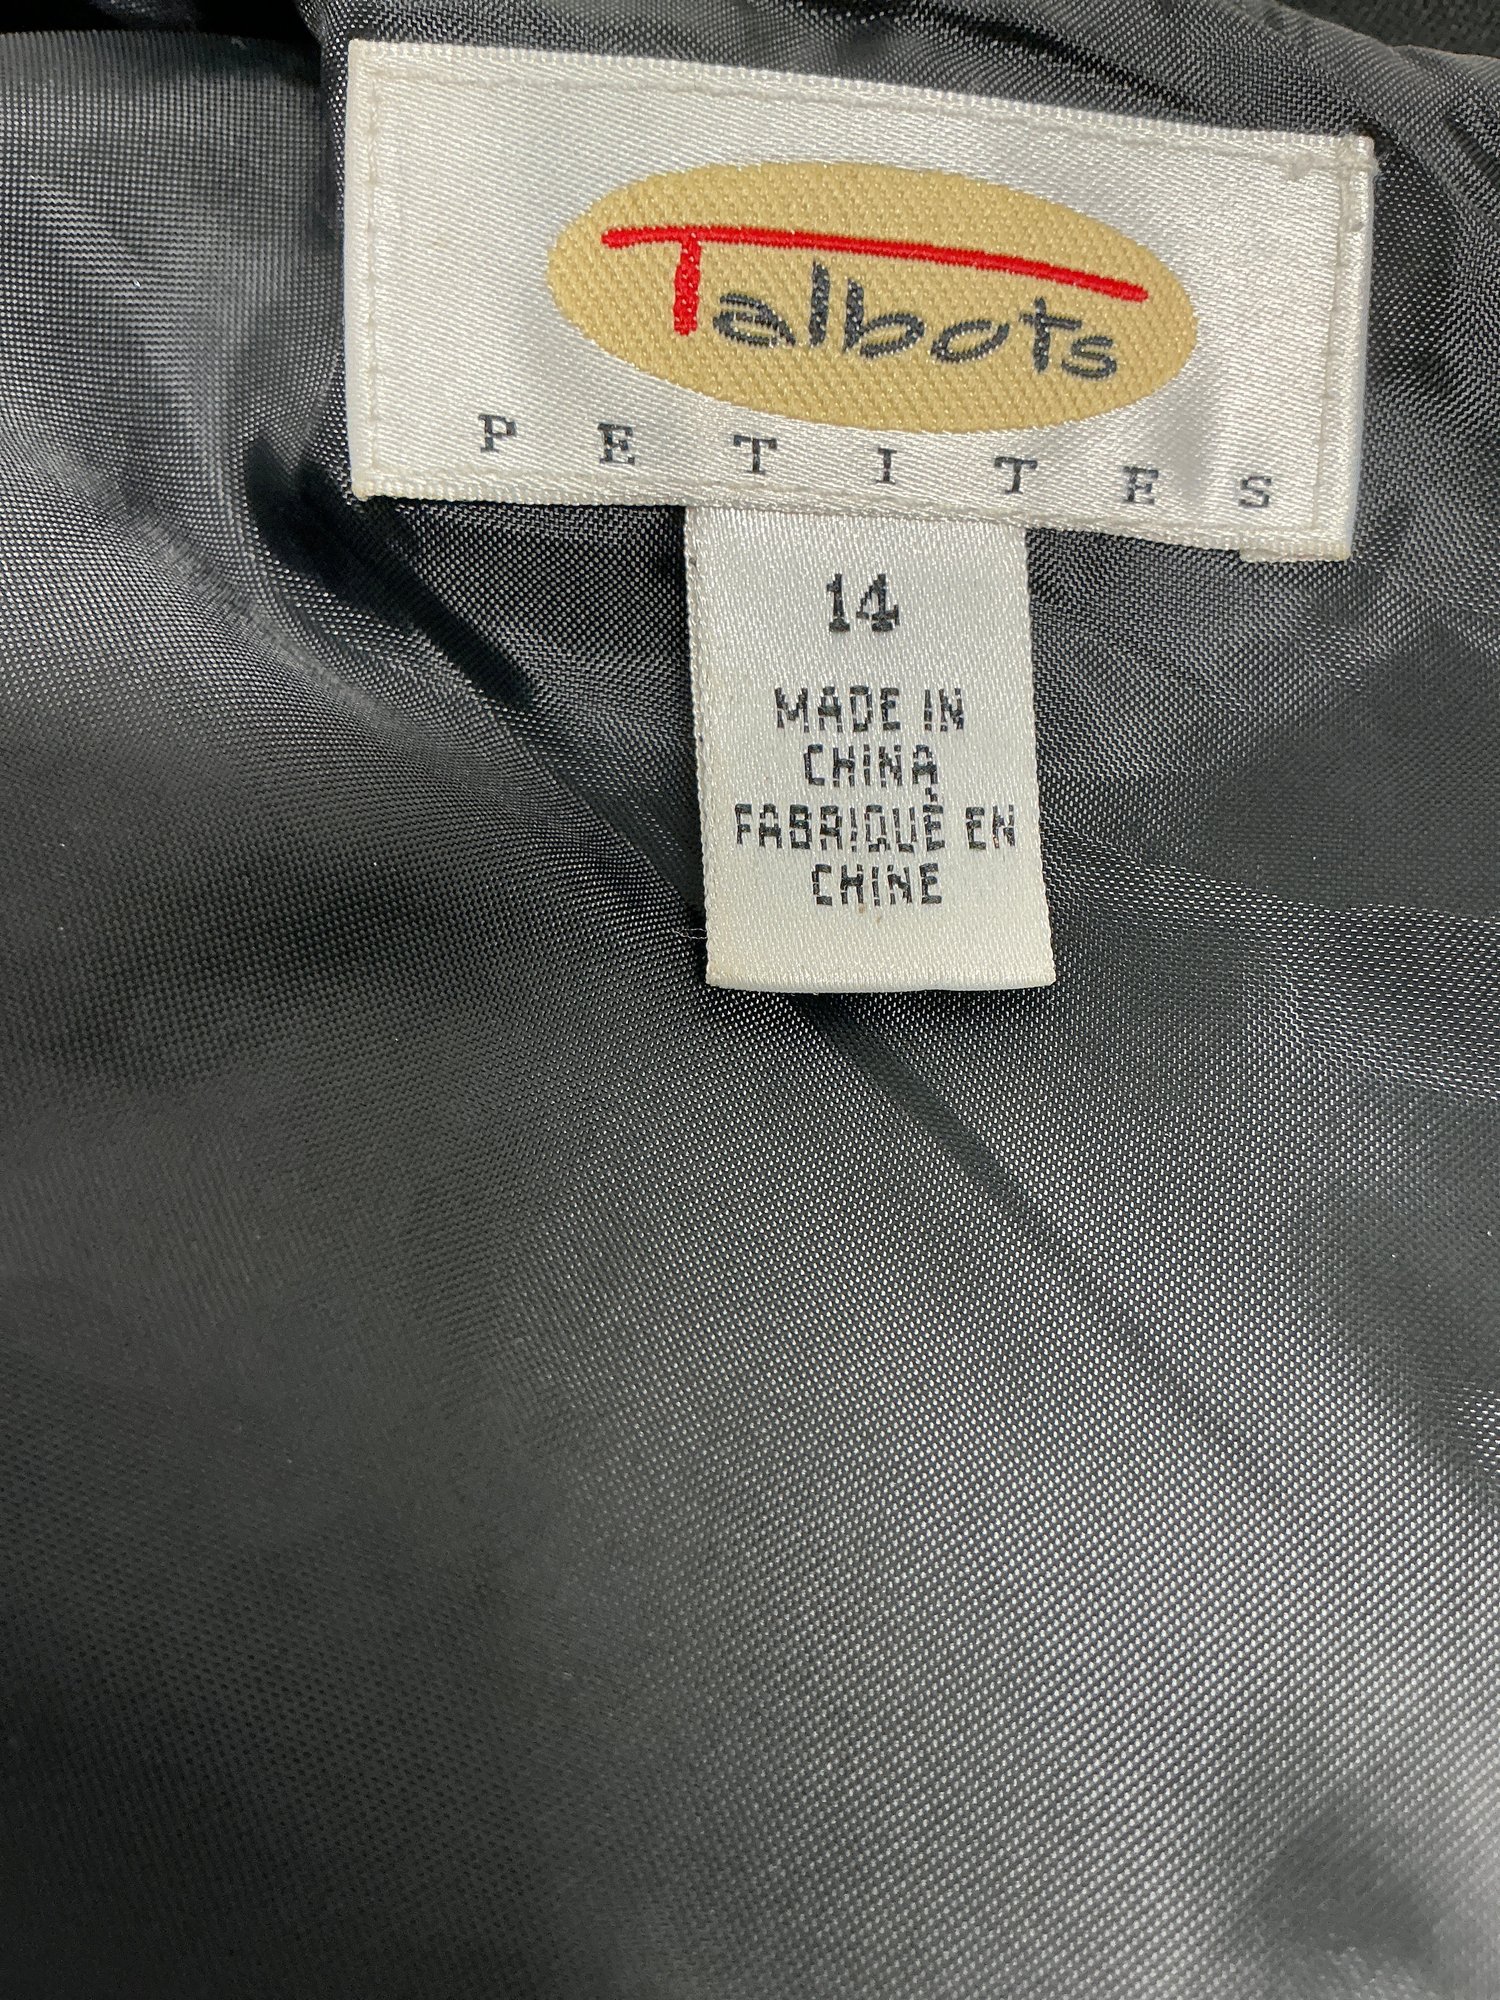 Talbots
PETITES
14
MADE IN
CHINA
FABRIQUÉ EN
CHINE